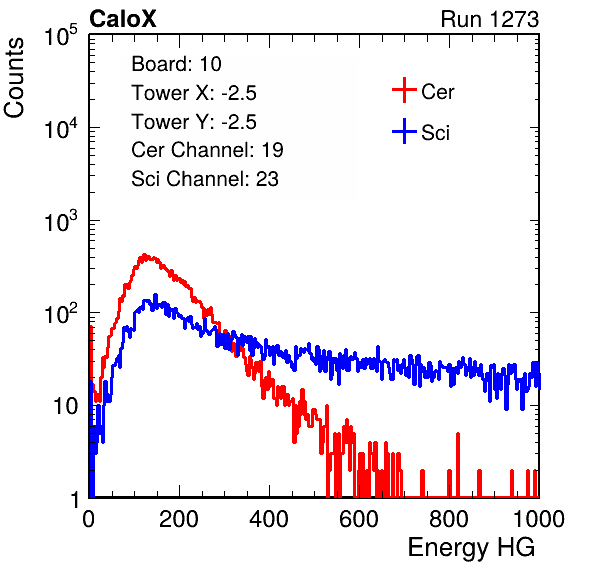 CaloX Run 1273
Counts
10^5
10^4
10^3
10^2
10
1
Board: 10
Tower X: -2.5
Tower Y: -2.5
Cer Channel: 19
Sci Channel: 23
Cer
Sci
0 200 400 600 800 1000
Energy HG